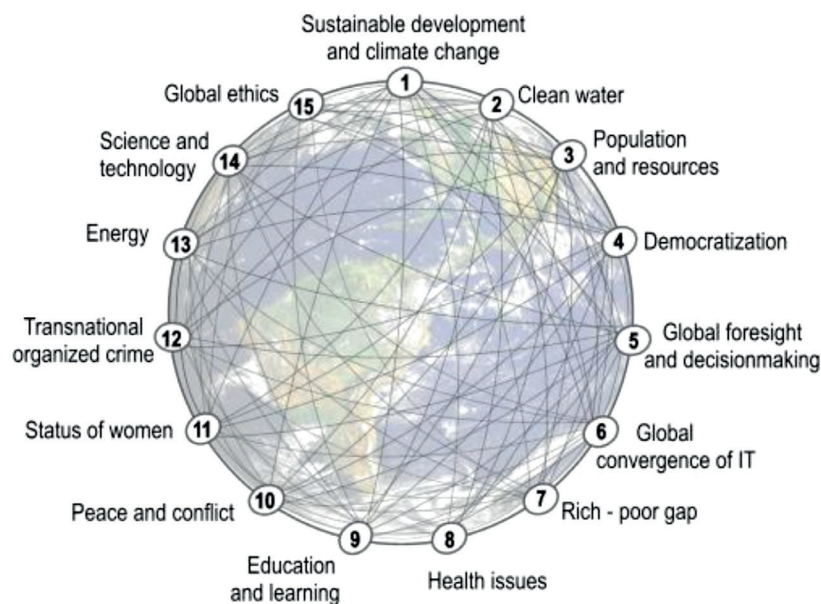 Sustainable development
and climate change
1
2
Clean water
3
Population
and resources
4
Democratization
5
Global foresight
and decisionmaking
6
Global
convergence of IT
7
Rich - poor gap
8
Health issues
9
Education
and learning
10
Peace and conflict
11
Status of women
12
Transnational
organized crime
13
Energy
14
Science and
technology
15
Global ethics